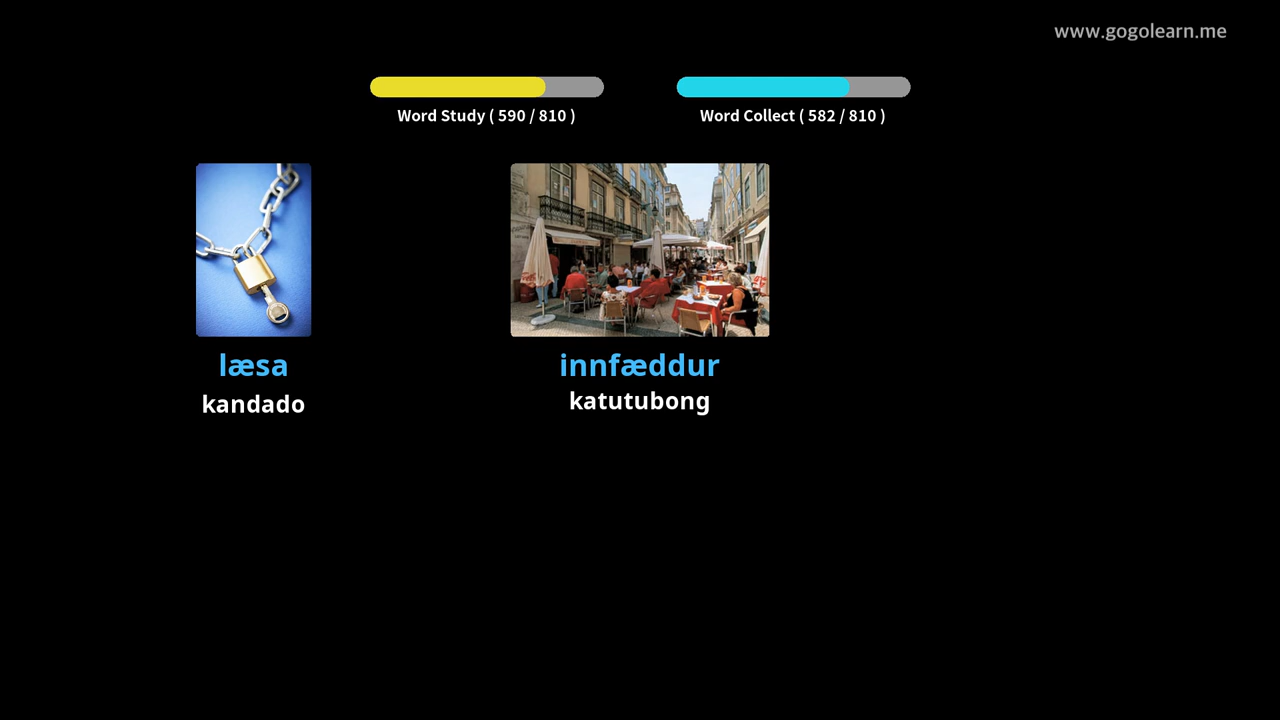 www.gogolearn.me
Word Study ( 590 / 810 )
Word Collect ( 582 / 810 )
læsa
kandado
innfæddur
katutubong